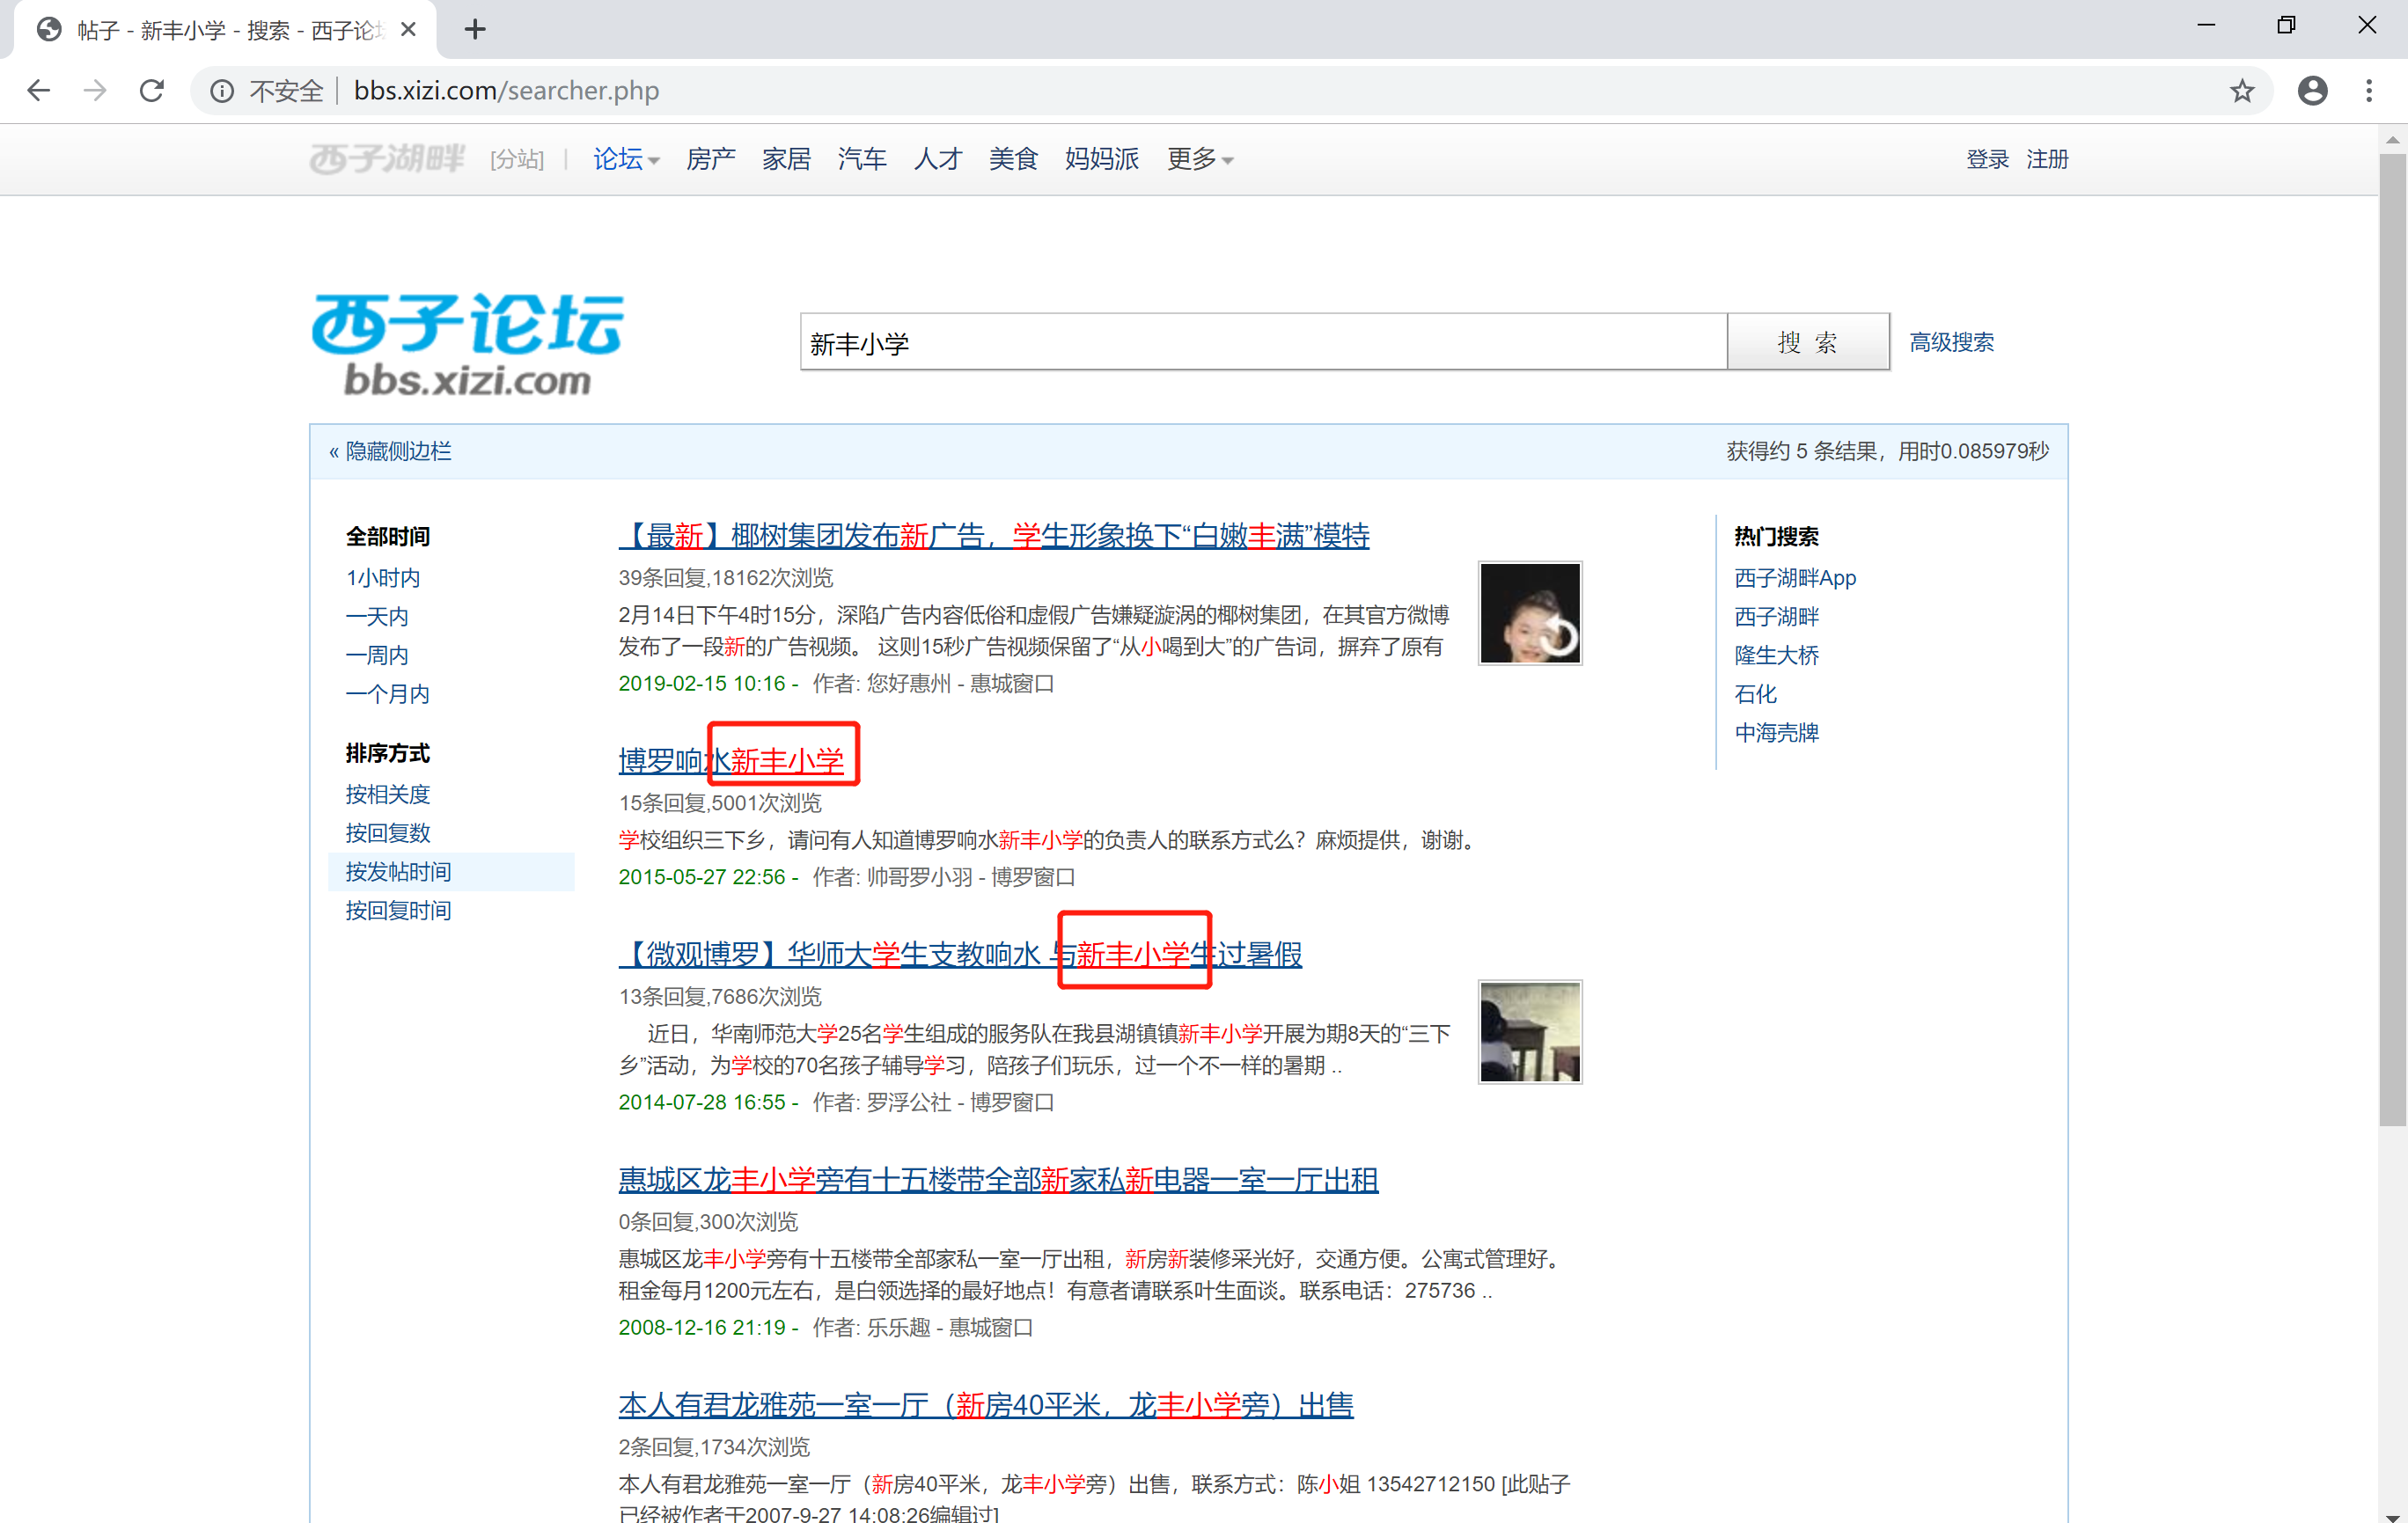 帖子 - 新丰小学 - 搜索 - 西子论
不安全 bbs.xizi.com/searcher.php
西子湖畔 [分站] | 论坛 房产 家居 汽车 人才 美食 妈妈派 更多 登录 注册
西子论坛
bbs.xizi.com
新丰小学 搜 索 高级搜索
« 隐藏侧边栏 获得约 5 条结果，用时0.085979秒
全部时间
1小时内
一天内
一周内
一个月内
排序方式
按相关度
按回复数
按发帖时间
按回复时间
【最新】椰树集团发布新广告，学生形象换下“白嫩丰满”模特
39条回复,18162次浏览
2月14日下午4时15分，深陷广告内容低俗和虚假广告嫌疑漩涡的椰树集团，在其官方微博
发布了一段新的广告视频。 这则15秒广告视频保留了“从小喝到大”的广告词，摒弃了原有
2019-02-15 10:16 - 作者: 您好惠州 - 惠城窗口
博罗响水新丰小学
15条回复,5001次浏览
学校组织三下乡，请问有人知道博罗响水新丰小学的负责人的联系方式么？麻烦提供，谢谢。
2015-05-27 22:56 - 作者: 帅哥罗小羽 - 博罗窗口
【微观博罗】华师大学生支教响水 与新丰小学生过暑假
13条回复,7686次浏览
近日，华南师范大学25名学生组成的服务队在我县湖镇镇新丰小学开展为期8天的“三下
乡”活动，为学校的70名孩子辅导学习，陪孩子们玩乐，过一个不一样的暑期 ..
2014-07-28 16:55 - 作者: 罗浮公社 - 博罗窗口
惠城区龙丰小学旁有十五楼带全部新家私新电器一室一厅出租
0条回复,300次浏览
惠城区龙丰小学旁有十五楼带全部家私一室一厅出租，新房新装修采光好，交通方便。公寓式管理好。
租金每月1200元左右，是白领选择的最好地点！有意者请联系叶生面谈。联系电话：275736 ..
2008-12-16 21:19 - 作者: 乐乐趣 - 惠城窗口
本人有君龙雅苑一室一厅（新房40平米，龙丰小学旁）出售
2条回复,1734次浏览
本人有君龙雅苑一室一厅（新房40平米，龙丰小学旁）出售，联系方式：陈小姐 13542712150 [此贴子
已经被作者于2007-9-27 14:08:26编辑过]
热门搜索
西子湖畔App
西子湖畔
隆生大桥
石化
中海壳牌